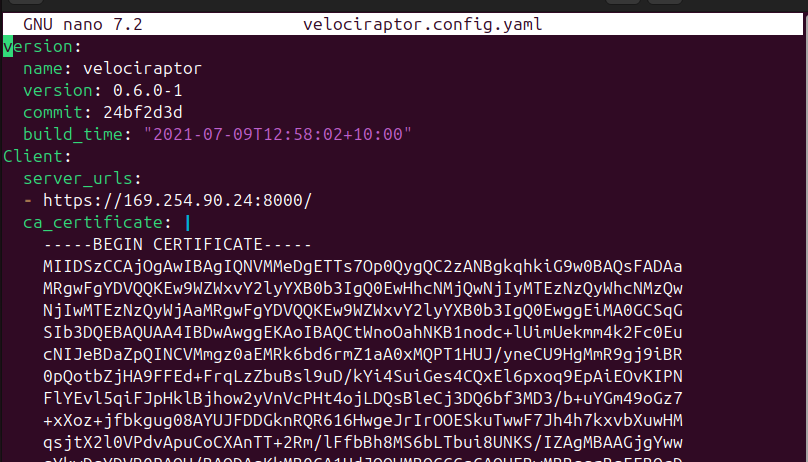 GNU nano 7.2 velociraptor.config.yaml
version:
name: velociraptor
version: 0.6.0-1
commit: 24bf2d3d
build_time: "2021-07-09T12:58:02+10:00"
Client:
server_urls:
- https://169.254.90.24:8000/
ca_certificate: |
-----BEGIN CERTIFICATE-----
MIIDSzCCAjOgAwIBAgIQNVMMeDgETTs7Op0QygQC2zANBgkqhkiG9w0BAQsFADAa
MRgwFgYDVQQKEw9WZWxvY2lyYXB0b3IgQ0EwHhcNMjQwNjIyMTEzNzQyWhcNMzQw
NjIwMTEzNzQyWjAaMRgwFgYDVQQKEw9WZWxvY2lyYXB0b3IgQ0EwggEiMA0GCSqG
SIb3DQEBAQUAA4IBDwAwggEKAoIBAQCtWnoOahNKB1nodc+lUimUekmm4k2Fc0Eu
cNIJeBDaZpQINCVMmgz0aEMRk6bd6rmZ1aA0xMQPT1HUJ/yneCU9HgMmR9gj9iBR
0pQotbZjHA9FFEd+FrqLzZbuBsl9uD/kYi4SuiGes4CQxEl6pxoq9EpAiEOvKIPN
FlYEvl5qiFJpHklBjhow2yVnVcPHt4ojLDQsBleCj3DQ6bf3MD3/b+uYGm49oGz7
+xXoz+jfbkgug08AYUJFDDGknRQR616HwgeJrIrOOESkuTwwF7Jh4h7kxvbXuwHM
qsjtX2l0VPdvApuCoCXAnTT+2Rm/lFfbBh8MS6bLTbui8UNKS/IZAgMBAAGjgYww